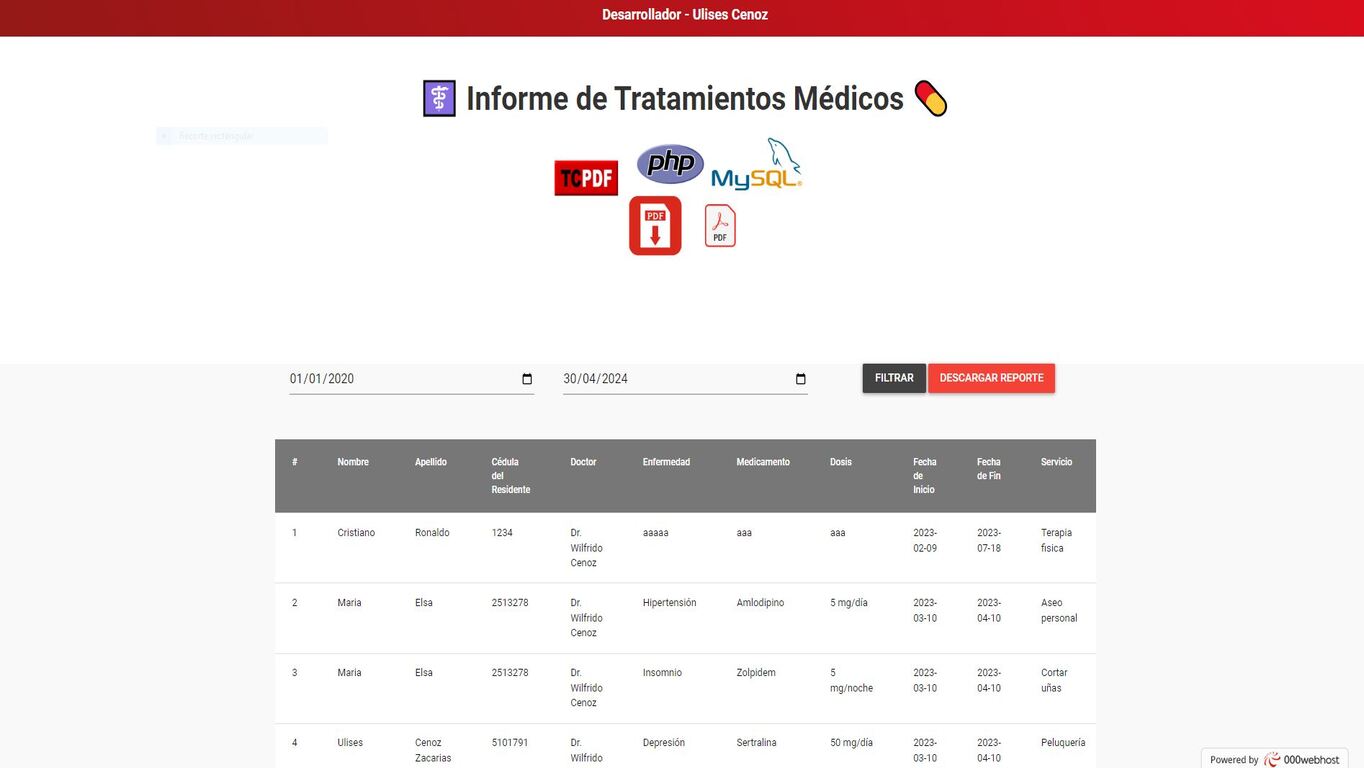 Desarrollador - Ulises Cenoz
Informe de Tratamientos Médicos
TCPDF
php
MySQL®
PDF
PDF
Recorte rectangular
01/01/2020 30/04/2024 FILTRAR DESCARGAR REPORTE
# Nombre Apellido Cédula del Residente Doctor Enfermedad Medicamento Dosis Fecha de Inicio Fecha de Fin Servicio
1 Cristiano Ronaldo 1234 Dr. Wilfrido Cenoz aaaaa aaa aaa 2023-02-09 2023-07-18 Terapia fisica
2 Maria Elsa 2513278 Dr. Wilfrido Cenoz Hipertensión Amlodipino 5 mg/día 2023-03-10 2023-04-10 Aseo personal
3 Maria Elsa 2513278 Dr. Wilfrido Cenoz Insomnio Zolpidem 5 mg/noche 2023-03-10 2023-04-10 Cortar uñas
4 Ulises Cenoz Zacarias 5101791 Dr. Wilfrido Depresión Sertralina 50 mg/día 2023-03-10 2023-04-10 Peluquería
Powered by 000webhost